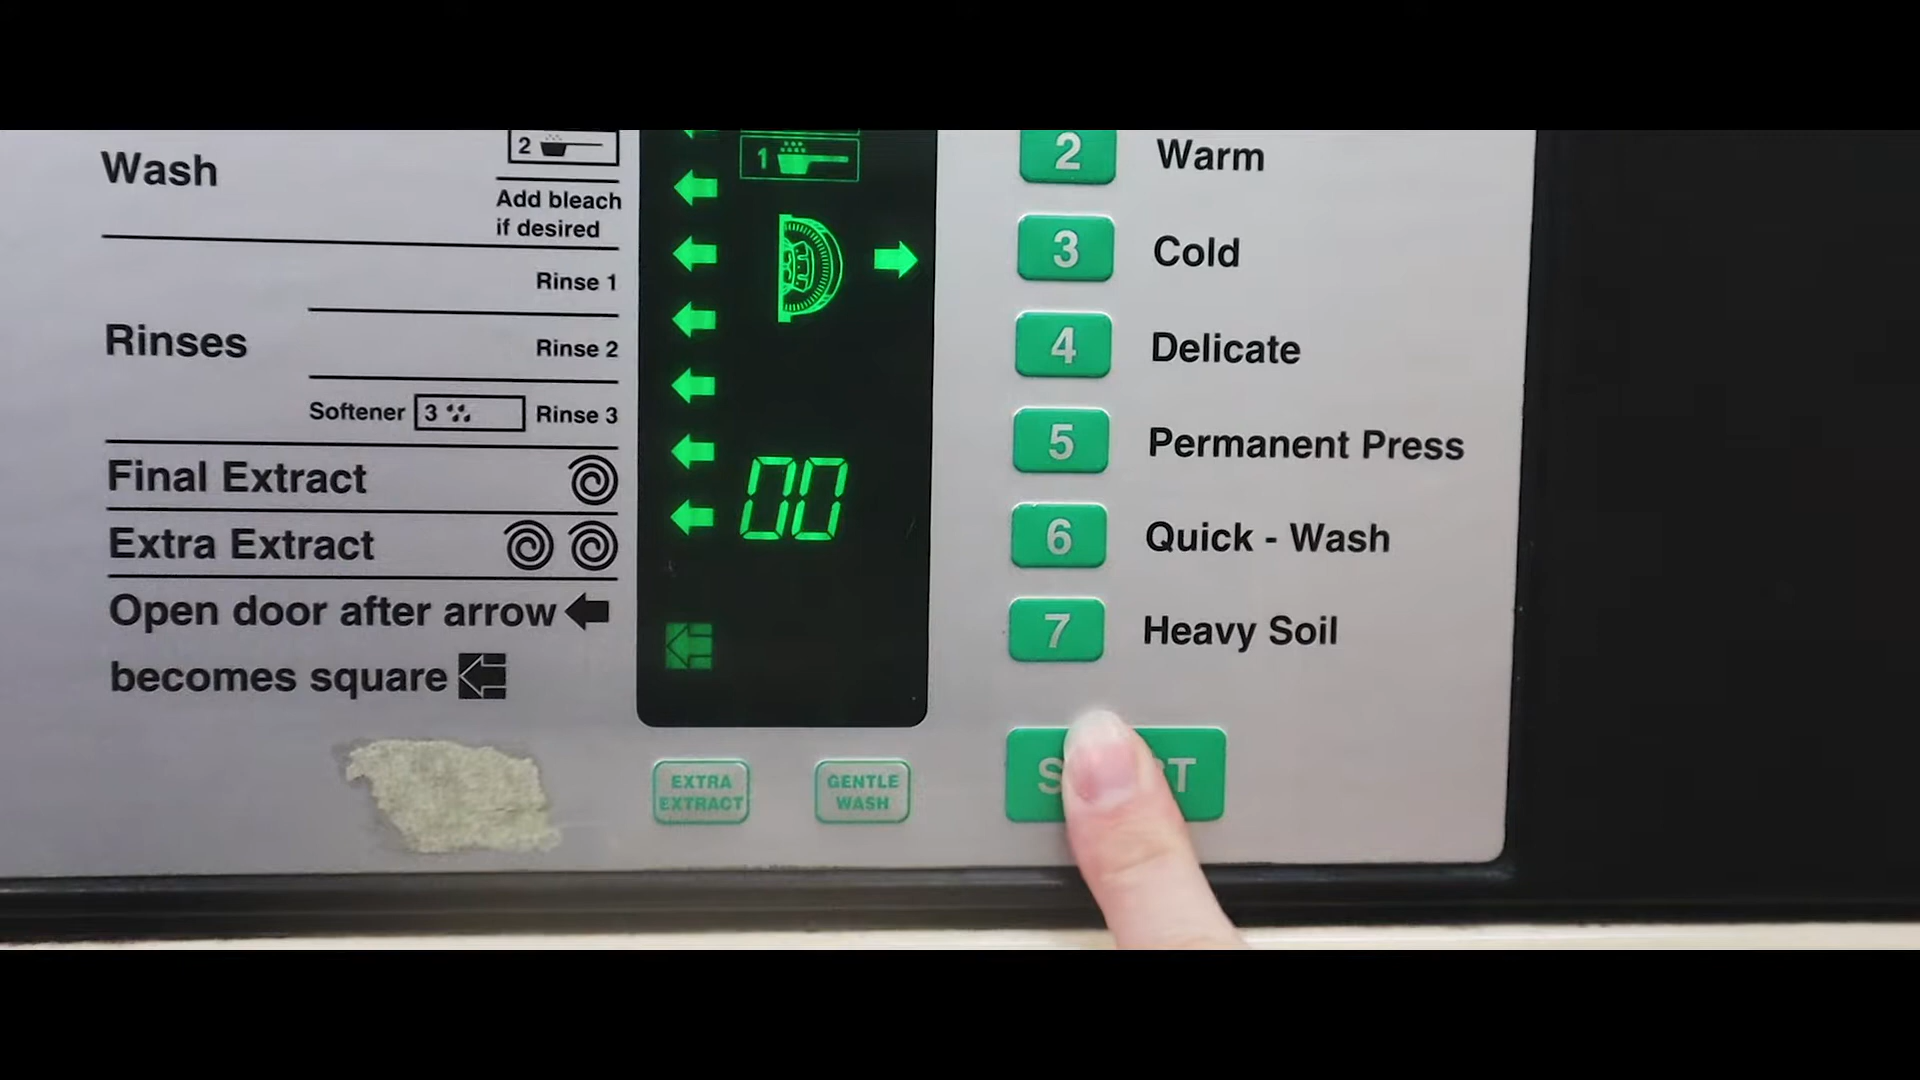 Wash
2
Add bleach
if desired
Rinse 1
Rinses
Rinse 2
Softener 3 Rinse 3
Final Extract
Extra Extract
Open door after arrow
becomes square
1
00
EXTRA
EXTRACT
GENTLE
WASH
2 Warm
3 Cold
4 Delicate
5 Permanent Press
6 Quick - Wash
7 Heavy Soil